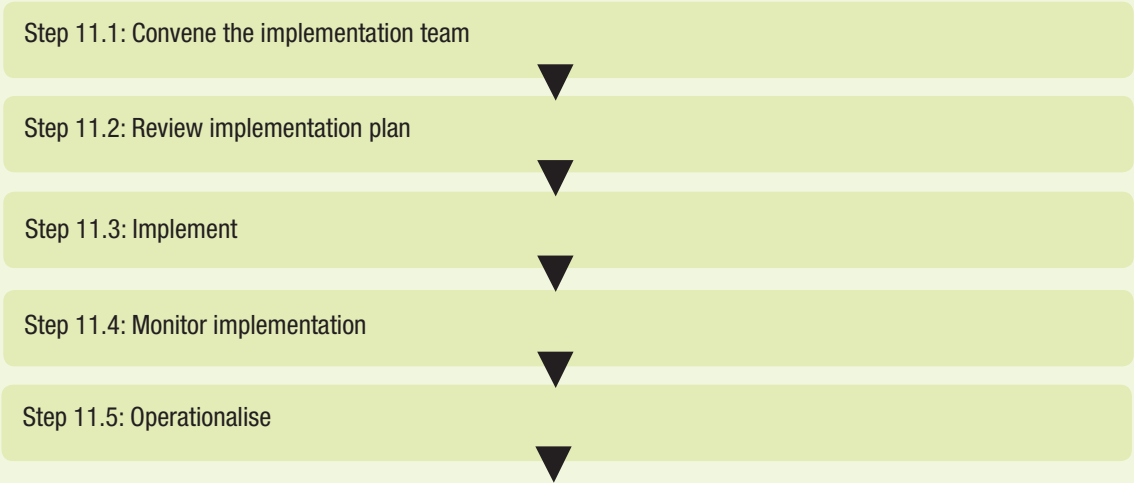 Step 11.1: Convene the implementation team
Step 11.2: Review implementation plan
Step 11.3: Implement
Step 11.4: Monitor implementation
Step 11.5: Operationalise